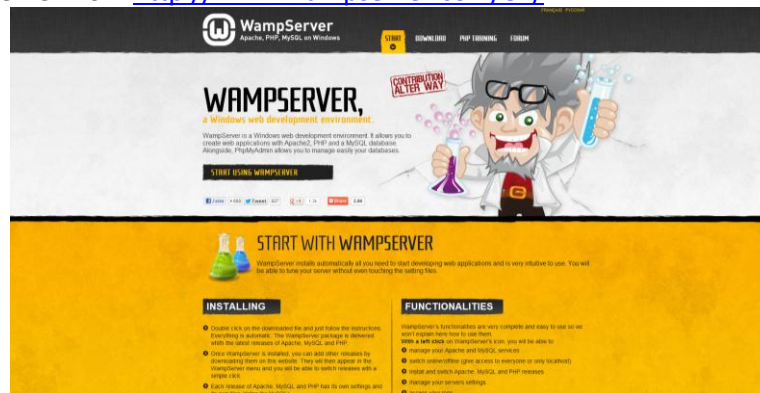 Français Русский
WampServer
Apache, PHP, MySQL on Windows
START DOWNLOAD PHP TRAINING FORUM
CONTRIBUTION
ALTER WAY
WAMPSERVER,
a Windows web development environment.
WampServer is a Windows web development environment. It allows you to
create web applications with Apache2, PHP and a MySQL database.
Alongside, PhpMyAdmin allows you to manage easily your databases.
START USING WAMPSERVER
Tweet
Share
START WITH WAMPSERVER
WampServer installs automatically all you need to start developing web applications and is very intuitive to use. You will
be able to tune your server without even touching the setting files.
INSTALLING
Double click on the downloaded file and just follow the instructions.
Everything is automatic. The WampServer package is delivered
whith the latest releases of Apache, MySQL and PHP.
Once WampServer is installed, you can add other releases by
downloading them on this website. They will then appear in the
WampServer menu and you will be able to switch releases with a
simple click.
Each release of Apache, MySQL and PHP has its own settings and
FUNCTIONALITIES
WampServer's functionalities are very complete and easy to use so we
won't explain here how to use them.
With a left click on WampServer's icon, you will be able to:
manage your Apache and MySQL services
switch online/offline (give access to everyone or only localhost)
install and switch Apache, MySQL and PHP releases
manage your servers settings